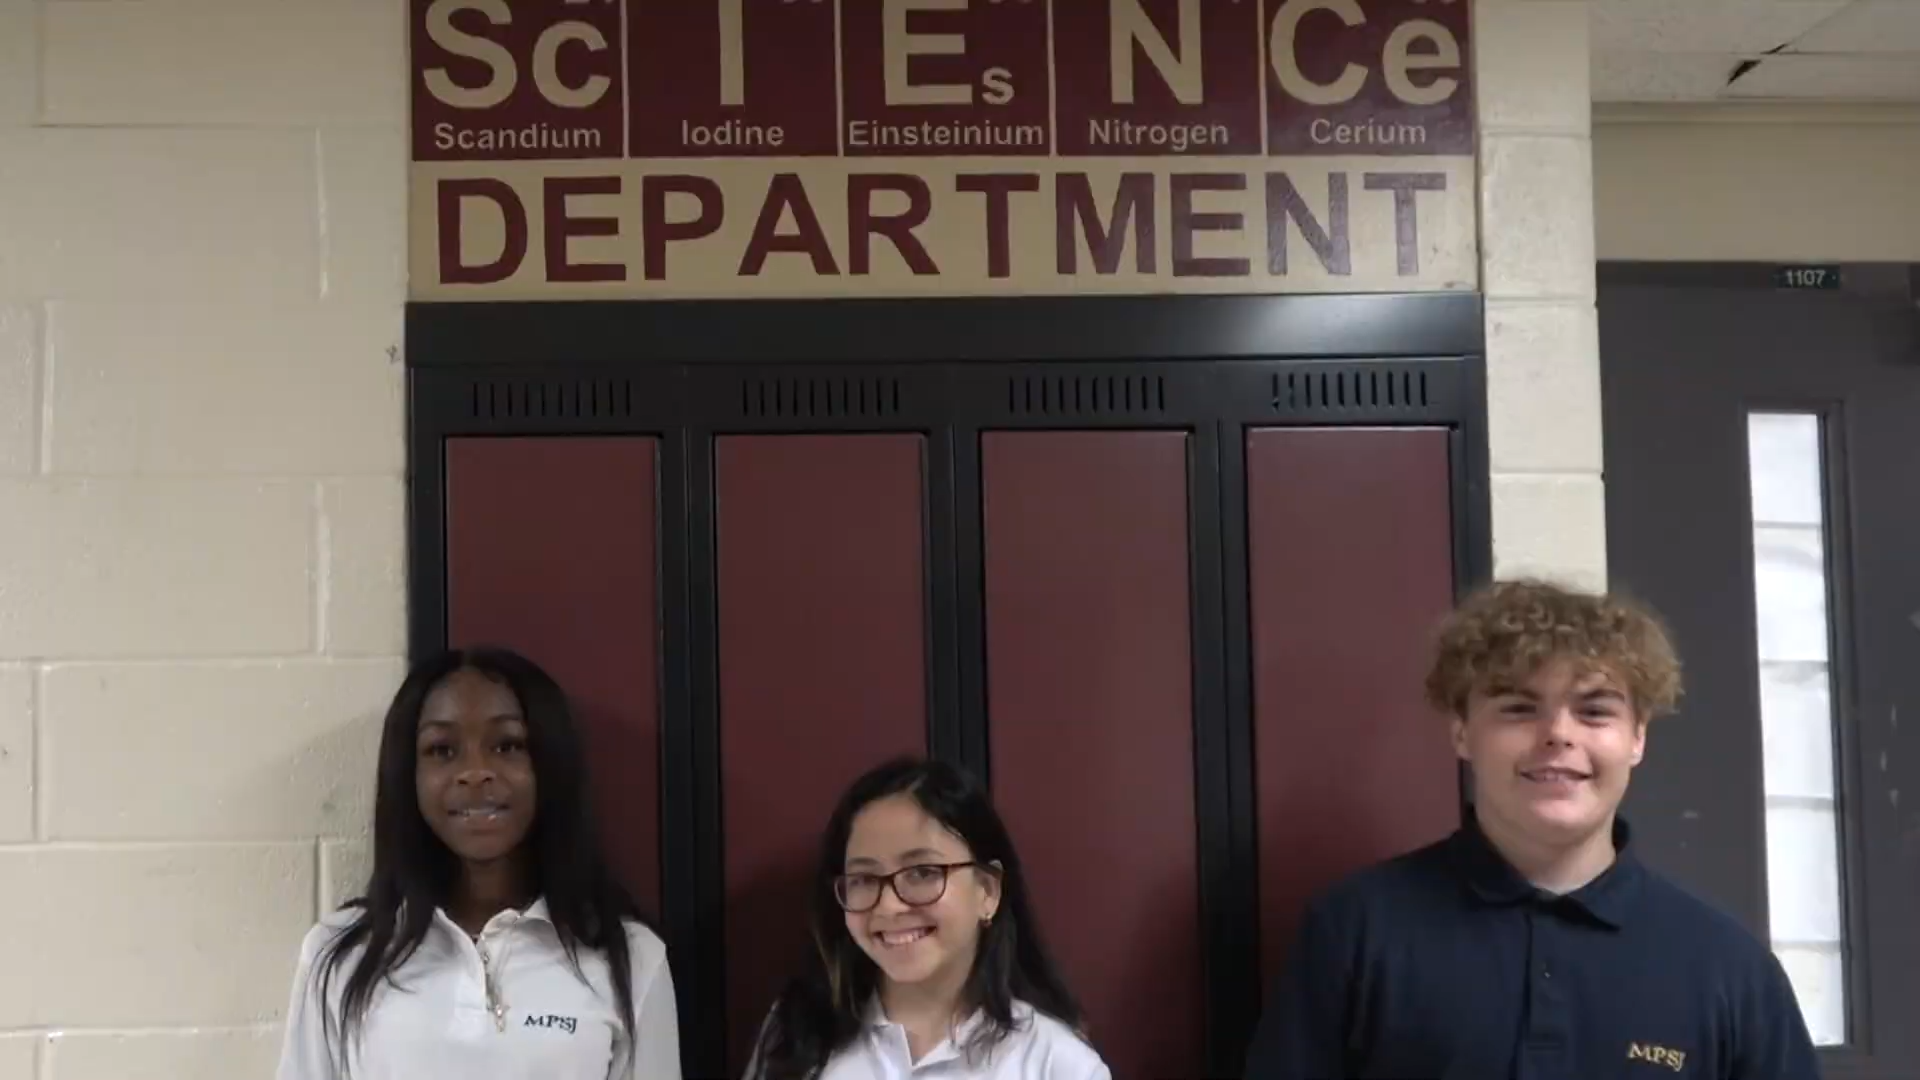 Sc I Es N Ce
Scandium Iodine Einsteinium Nitrogen Cerium
DEPARTMENT
1107
MPSJ
MPSJ